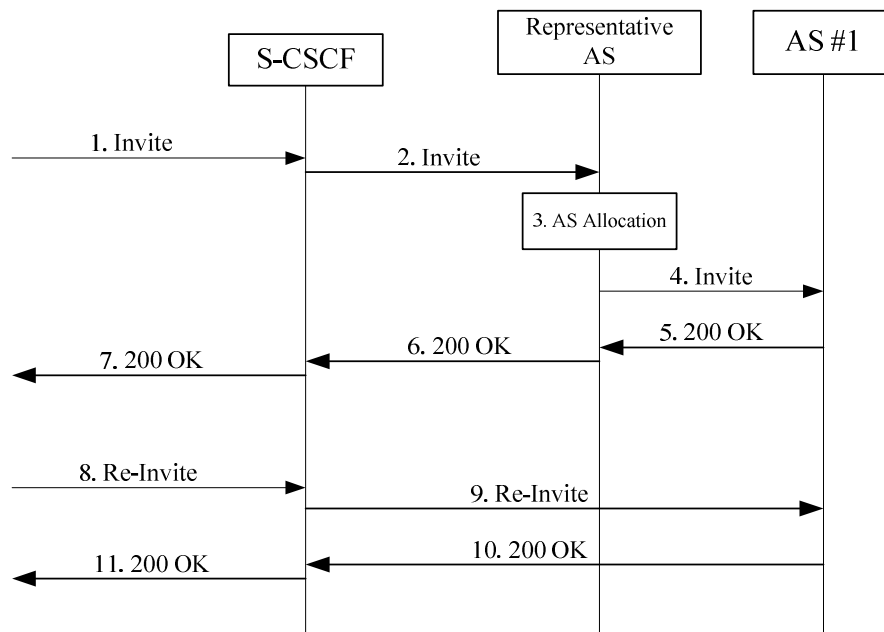 S-CSCF
Representative
AS
AS #1
1. Invite
2. Invite
3. AS Allocation
4. Invite
5. 200 OK
6. 200 OK
7. 200 OK
8. Re-Invite
9. Re-Invite
10. 200 OK
11. 200 OK